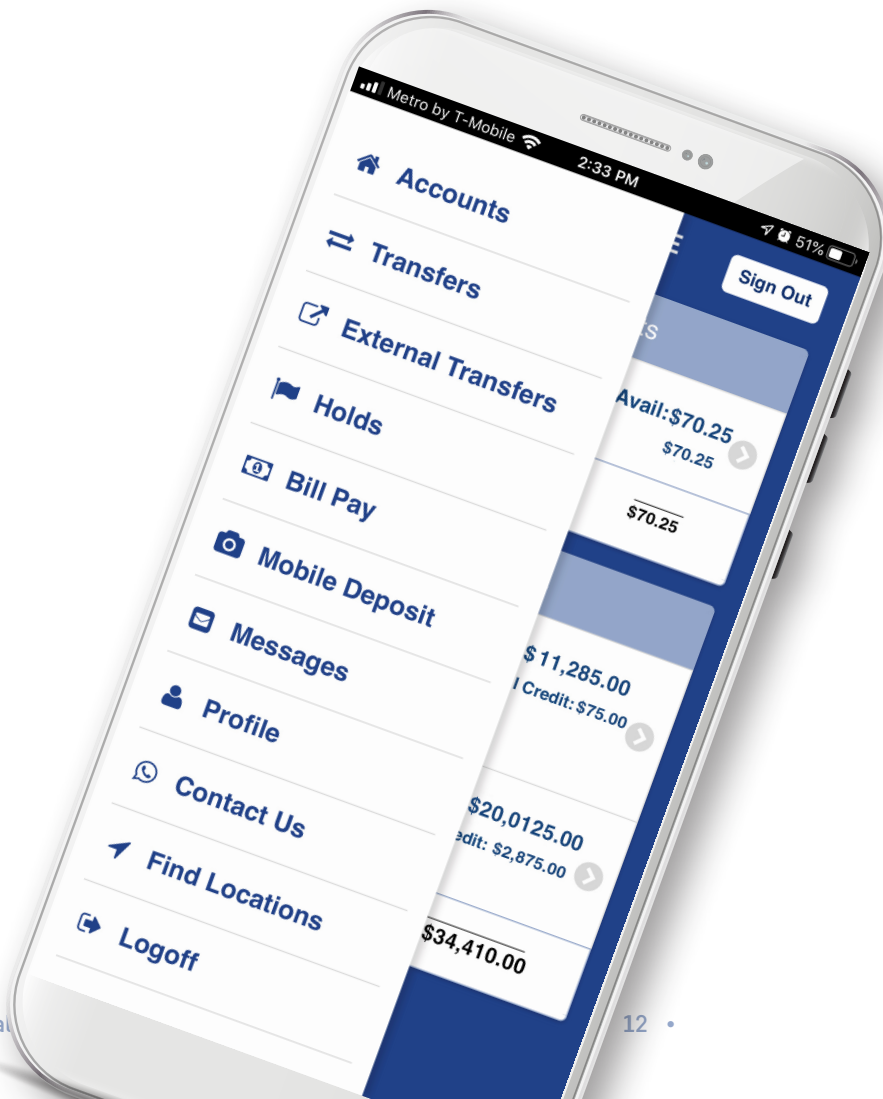 Metro by T-Mobile
2:33 PM
51%
Accounts
Transfers
External Transfers
Holds
Bill Pay
Mobile Deposit
Messages
Profile
Contact Us
Find Locations
Logoff
Sign Out
Avail:$70.25
$70.25
$70.25
$11,285.00
Credit: $75.00
$20,0125.00
edit: $2,875.00
$34,410.00
12 •